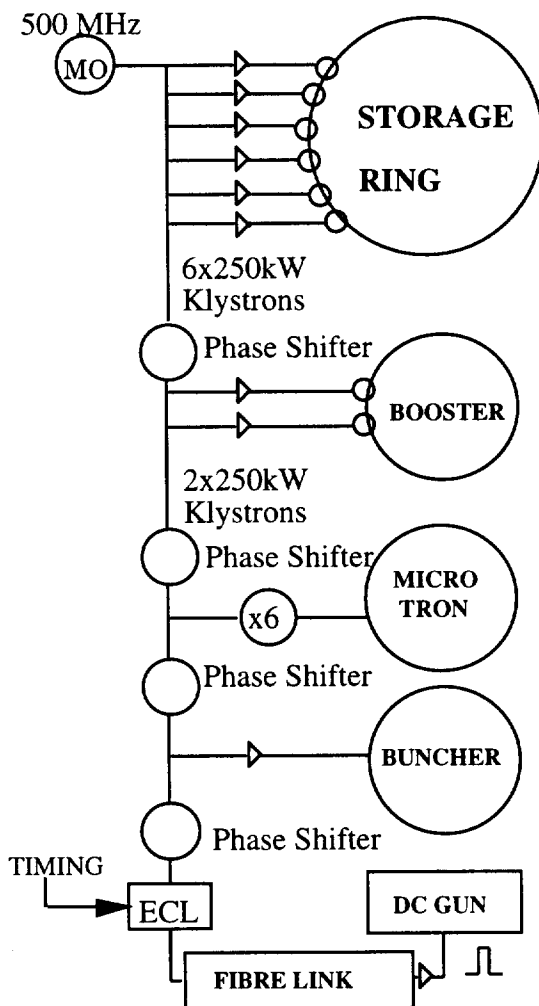 500 MHz
MO
STORAGE
RING
6x250kW
Klystrons
Phase Shifter
BOOSTER
2x250kW
Klystrons
Phase Shifter
MICRO
TRON
x6
Phase Shifter
BUNCHER
Phase Shifter
TIMING
ECL
DC GUN
FIBRE LINK